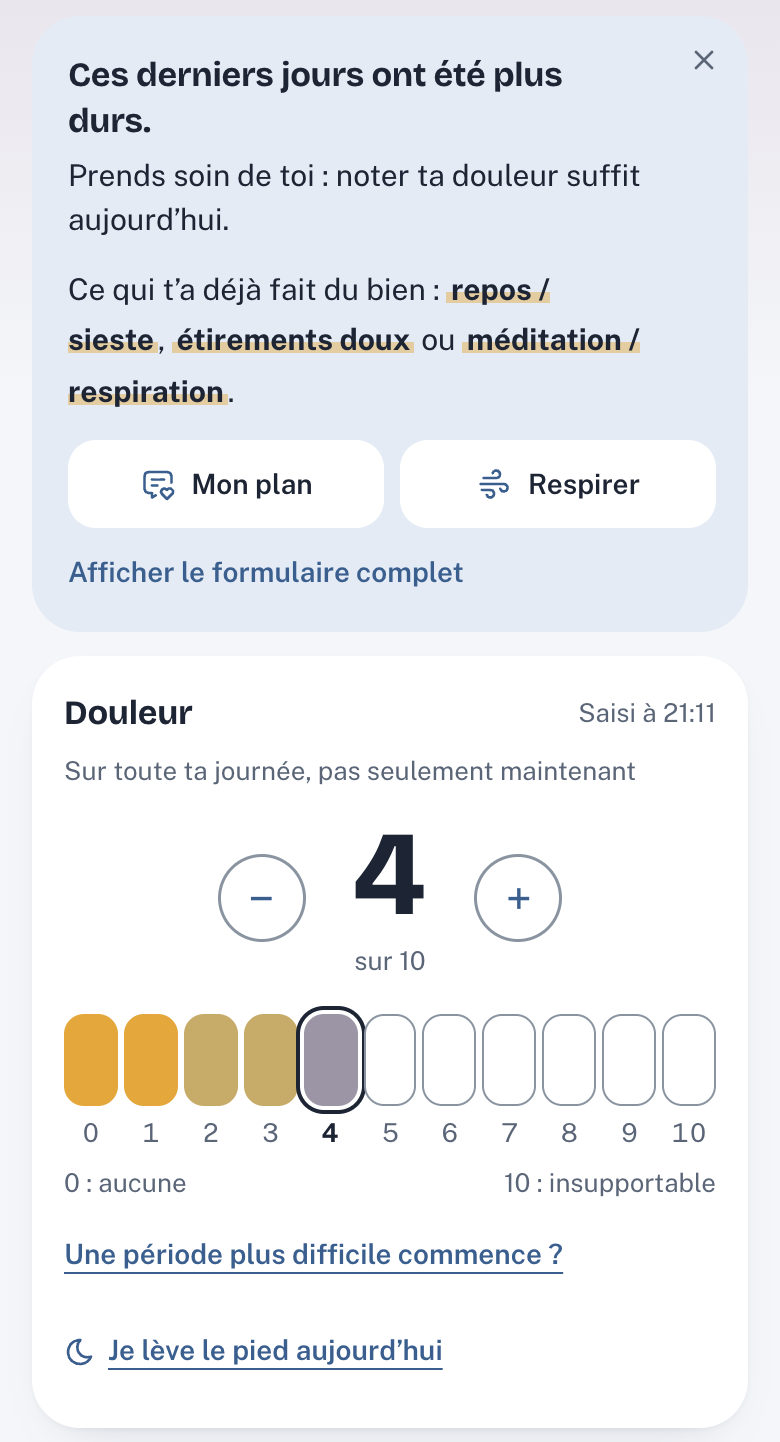 Ces derniers jours ont été plus
durs.
Prends soin de toi : noter ta douleur suffit
aujourd’hui.
Ce qui t’a déjà fait du bien : repos /
sieste, étirements doux ou méditation /
respiration.
Mon plan
Respirer
Afficher le formulaire complet
Douleur
Saisi à 21:11
Sur toute ta journée, pas seulement maintenant
− 4 +
sur 10
0 1 2 3 4 5 6 7 8 9 10
0 : aucune
10 : insupportable
Une période plus difficile commence ?
Je lève le pied aujourd’hui